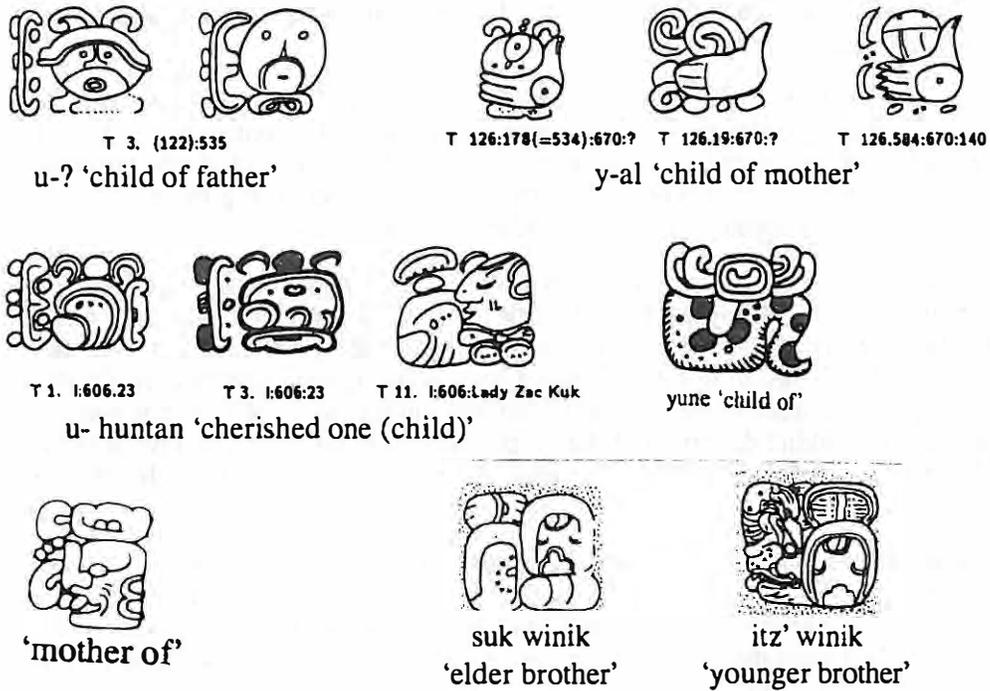 T 3. (122):535
u-? ‘child of father’
T 126:178(=534):670:? T 126.19:670:? T 126.584:670:140
y-al ‘child of mother’
T 1. I:606.23 T 3. I:606:23 T 11. I:606:Lady Zac Kuk
u- huntan ‘cherished one (child)’
yune ‘child of’
‘mother of’
suk winik
‘elder brother’
itz’ winik
‘younger brother’